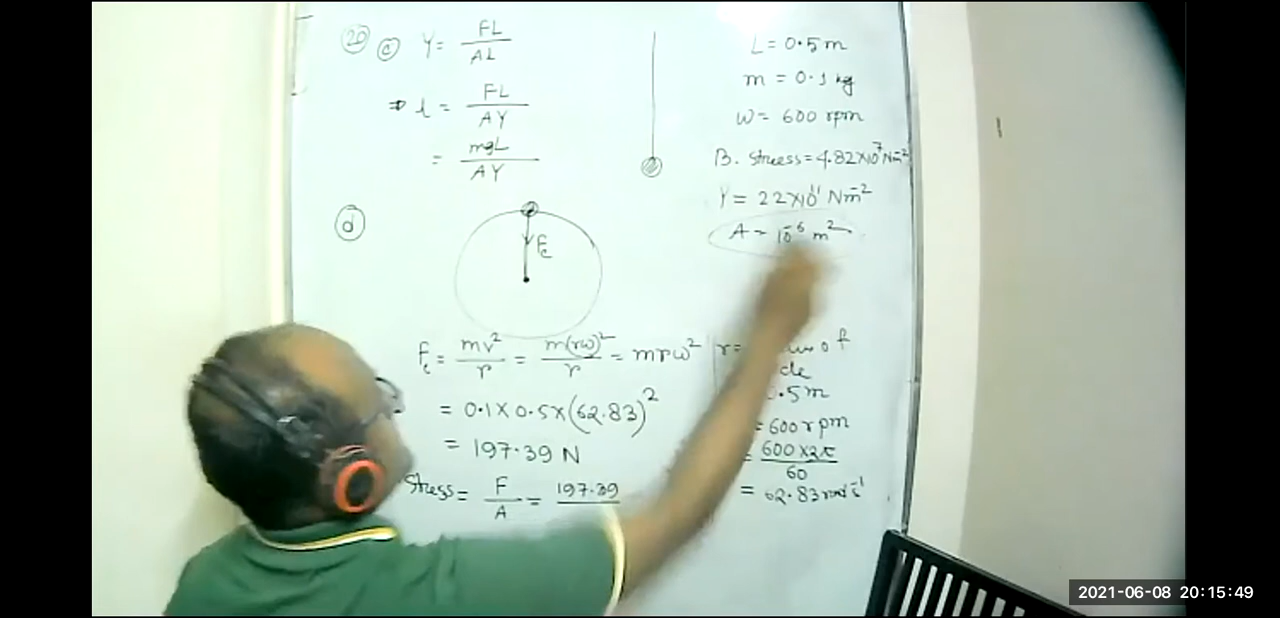 20 c Y = FL / Al
⇒ l = FL / AY
= mgL / AY
L = 0.5m
m = 0.1 kg
ω = 600 rpm
B. Stress = 4.82×10⁷ Nm⁻²
Y = 22×10¹¹ Nm⁻²
A = 10⁻⁶ m²
d
Fc
Fc = mv² / r = m(rω)² / r = mrω²
= 0.1 × 0.5 × (62.83)²
= 197.39 N
Stress = F / A = 197.39
r = of
.5m
= 600 rpm
= 600 × 2π / 60
= 62.83 rad s⁻¹
2021-06-08 20:15:49